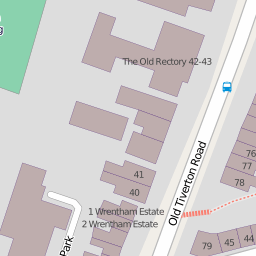 The Old Rectory 42-43
Old Tiverton Road
76
77
78
41
40
1 Wrentham Estate
2 Wrentham Estate
Park
79
45
44